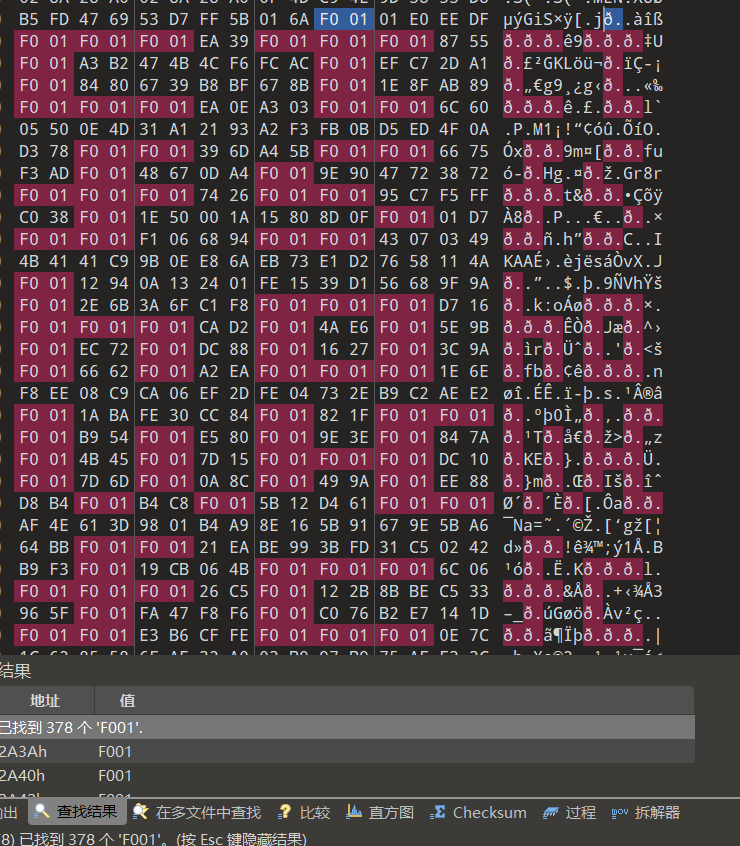 B5 FD 47 69 53 D7 FF 5B 01 6A F0 01 01 E0 EE DF µýGiS×ÿ[.jð..àîß
F0 01 F0 01 F0 01 EA 39 F0 01 F0 01 F0 01 87 55 ð.ð.ð.ê9ð.ð.ð.‡U
F0 01 A3 B2 47 4B 4C F6 FC AC F0 01 EF C7 2D A1 ð.£²GKLöü¬ð.ïÇ-¡
F0 01 84 80 67 39 B8 BF 67 8B F0 01 1E 8F AB 89 ð.„€g9¸¿g‹ð...«‰
F0 01 F0 01 F0 01 EA 0E A3 03 F0 01 F0 01 6C 60 ð.ð.ð.ê.£.ð.ð.l`
05 50 0E 4D 31 A1 21 93 A2 F3 FB 0B D5 ED 4F 0A .P.M1¡!“¢óû.ÕíO.
D3 78 F0 01 F0 01 39 6D A4 5B F0 01 F0 01 66 75 Óxð.ð.9m¤[ð.ð.fu
F3 AD F0 01 48 67 0D A4 F0 01 9E 90 47 72 38 72 ó-ð.Hg.¤ð.ž.Gr8r
F0 01 F0 01 F0 01 74 26 F0 01 F0 01 95 C7 F5 FF ð.ð.ð.t&ð.ð.•Çõÿ
C0 38 F0 01 1E 50 00 1A 15 80 8D 0F F0 01 01 D7 À8ð..P...€..ð..×
F0 01 F0 01 F1 06 68 94 F0 01 F0 01 43 07 03 49 ð.ð.ñ.h”ð.ð.C..I
4B 41 41 C9 9B 0E E8 6A EB 73 E1 D2 76 58 11 4A KAAÉ›.èjësáÒvX.J
F0 01 12 94 0A 13 24 01 FE 15 39 D1 56 68 9F 9A ð..”..$.þ.9ÑVhŸš
F0 01 2E 6B 3A 6F C1 F8 F0 01 F0 01 F0 01 D7 16 ð..k:oÁøð.ð.ð.×.
F0 01 F0 01 F0 01 CA D2 F0 01 4A E6 F0 01 5E 9B ð.ð.ð.ÊÒð.Jæð.^›
F0 01 EC 72 F0 01 DC 88 F0 01 16 27 F0 01 3C 9A ð.ìrð.Üˆð..'ð.<š
F0 01 66 62 F0 01 A2 EA F0 01 F0 01 F0 01 1E 6E ð.fbð.¢êð.ð.ð..n
F8 EE 08 C9 CA 06 EF 2D FE 04 73 2E B9 C2 AE E2 øî.ÉÊ.ï-þ.s.¹Â®â
F0 01 1A BA FE 30 CC 84 F0 01 82 1F F0 01 F0 01 ð..ºþ0Ì„ð.‚.ð.ð.
F0 01 B9 54 F0 01 E5 80 F0 01 9E 3E F0 01 84 7A ð.¹Tð.å€ð.ž>ð.„z
F0 01 4B 45 F0 01 7D 15 F0 01 F0 01 F0 01 DC 10 ð.KEð.}.ð.ð.ð.Ü.
F0 01 7D 6D F0 01 0A 8C F0 01 49 9A F0 01 EE 88 ð.}mð..Œð.Išð.îˆ
D8 B4 F0 01 B4 C8 F0 01 5B 12 D4 61 F0 01 F0 01 Ø´ð.´Èð.[.Ôað.ð.
AF 4E 61 3D 98 01 B4 A9 8E 16 5B 91 67 9E 5B A6 ¯Na=˜.´©Ž.[‘gž[¦
64 BB F0 01 F0 01 21 EA BE 99 3B FD 31 C5 02 42 d»ð.ð.!ê¾™;ý1Å.B
B9 F3 F0 01 19 CB 06 4B F0 01 F0 01 F0 01 6C 06 ¹óð..Ë.Kð.ð.ð.l.
F0 01 F0 01 F0 01 26 C5 F0 01 12 2B 8B BE C5 33 ð.ð.ð.&Åð..+‹¾Å3
96 5F F0 01 FA 47 F8 F6 F0 01 C0 76 B2 E7 14 1D –_ð.úGøöð.Àv²ç..
F0 01 F0 01 E3 B6 CF FE F0 01 F0 01 F0 01 0E 7C ð.ð.ã¶Ïþð.ð.ð..|
结果
地址 值
已找到 378 个 'F001'.
2A3Ah F001
2A40h F001
出 查找结果 在多文件中查找 比较 直方图 Checksum 过程 拆解器
8) 已找到 378 个 'F001'。(按 Esc 键隐藏结果)